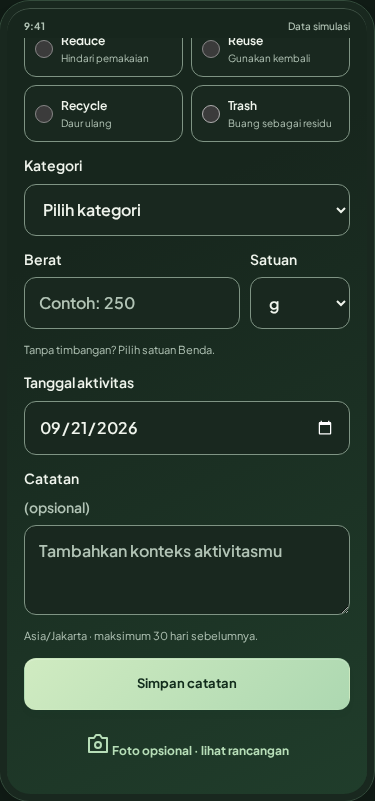 9:41 Data simulasi
Reduce Reuse
Hindari pemakaian Gunakan kembali
Recycle Trash
Daur ulang Buang sebagai residu
Kategori
Pilih kategori
Berat Satuan
Contoh: 250 g
Tanpa timbangan? Pilih satuan Benda.
Tanggal aktivitas
09/21/2026
Catatan
(opsional)
Tambahkan konteks aktivitasmu
Asia/Jakarta · maksimum 30 hari sebelumnya.
Simpan catatan
Foto opsional · lihat rancangan